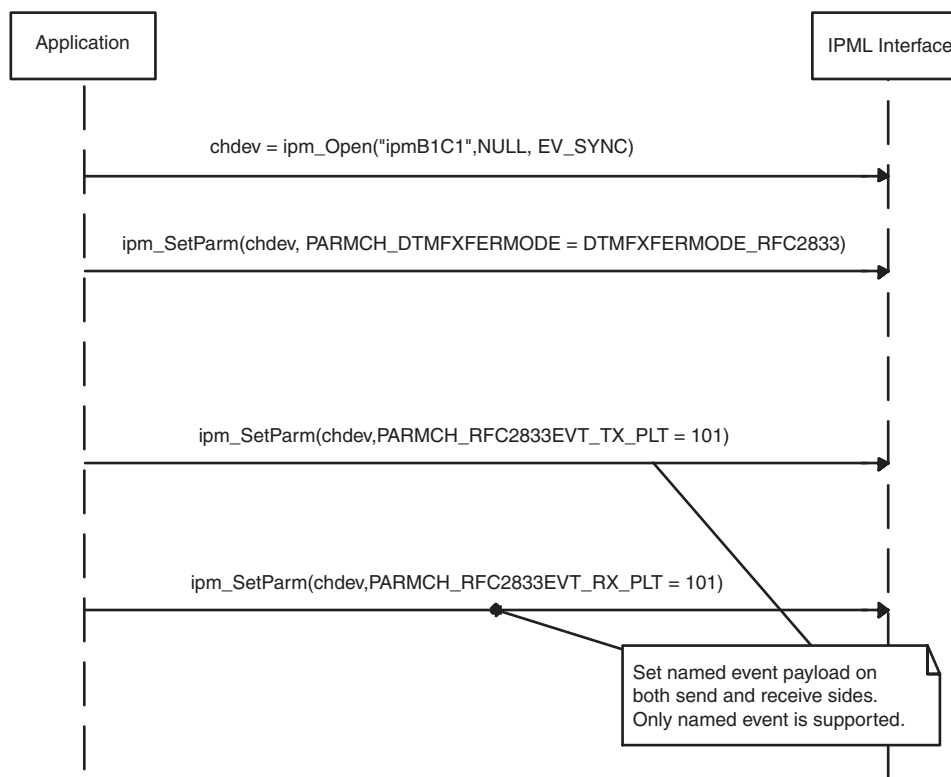 Application
IPML Interface
chdev = ipm_Open("ipmB1C1",NULL, EV_SYNC)
ipm_SetParm(chdev, PARMCH_DTMFXFERMODE = DTMFXFERMODE_RFC2833)
ipm_SetParm(chdev,PARMCH_RFC2833EVT_TX_PLT = 101)
ipm_SetParm(chdev,PARMCH_RFC2833EVT_RX_PLT = 101)
Set named event payload on
both send and receive sides.
Only named event is supported.